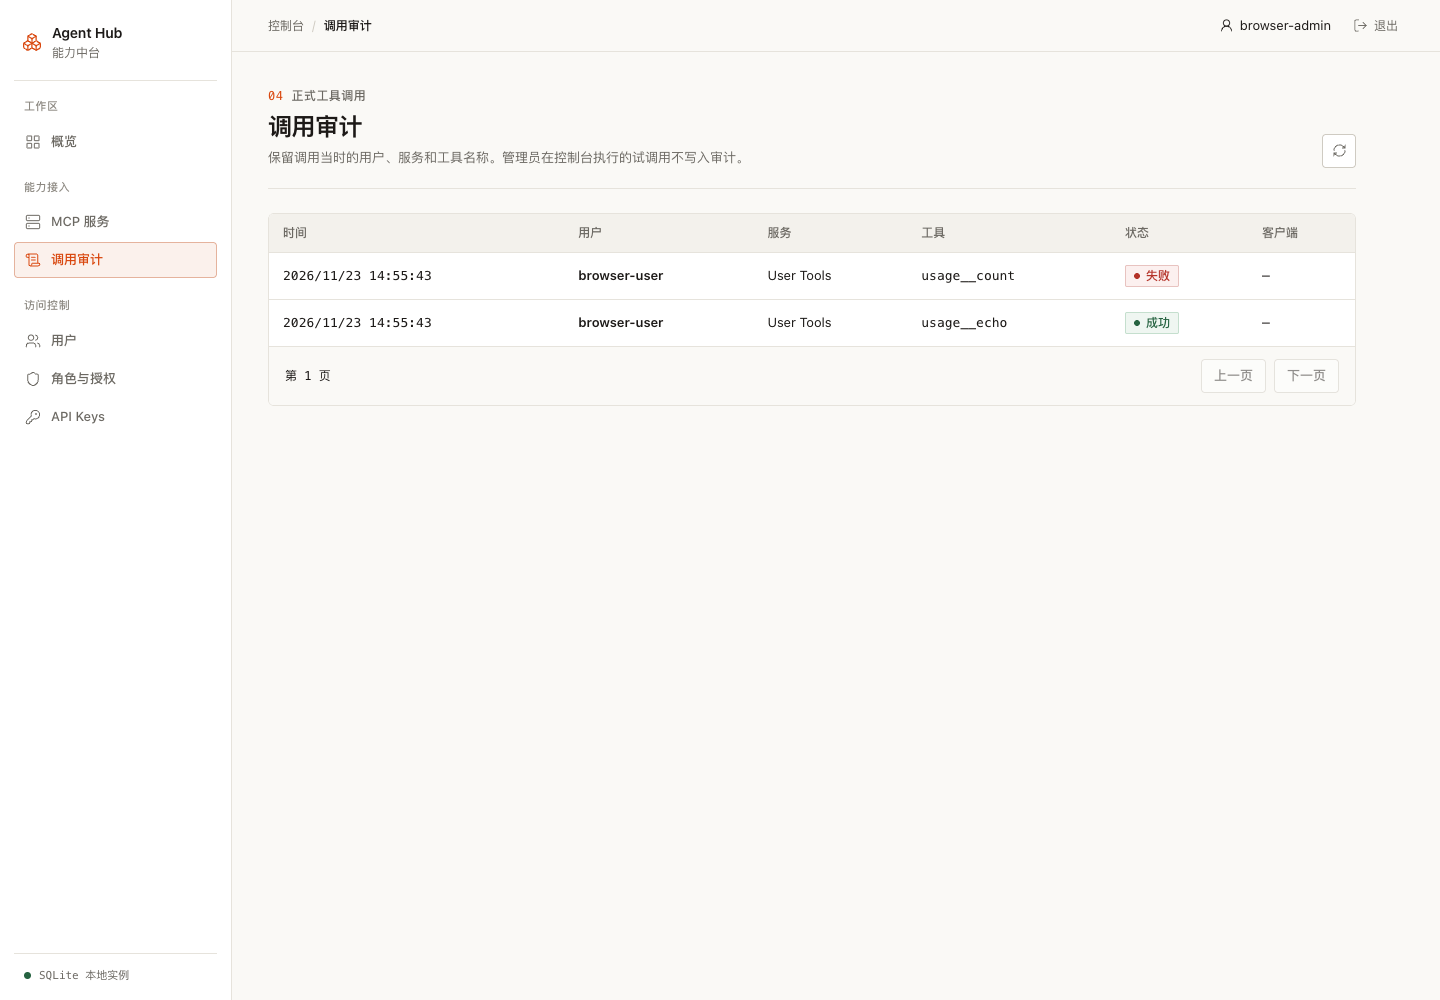 Agent Hub
能力中台
工作区
概览
能力接入
MCP 服务
调用审计
访问控制
用户
角色与授权
API Keys
SQLite 本地实例
控制台 / 调用审计
browser-admin
退出
04 正式工具调用
调用审计
保留调用当时的用户、服务和工具名称。管理员在控制台执行的试调用不写入审计。
时间 用户 服务 工具 状态 客户端
2026/11/23 14:55:43 browser-user User Tools usage__count 失败 —
2026/11/23 14:55:43 browser-user User Tools usage__echo 成功 —
第 1 页
上一页 下一页